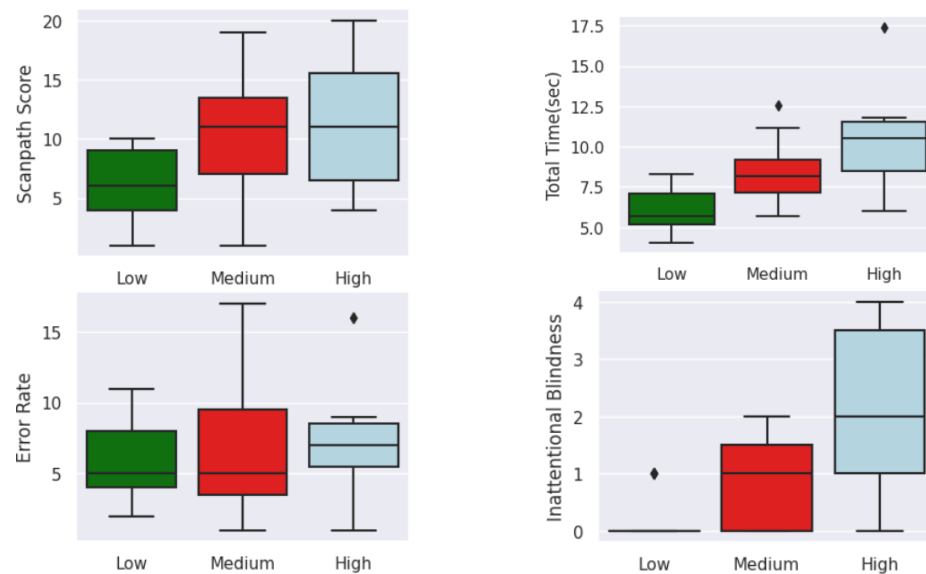 Scanpath Score
20
15
10
5
Low Medium High
Total Time(sec)
17.5
15.0
12.5
10.0
7.5
5.0
Low Medium High
Error Rate
15
10
5
Low Medium High
Inattentional Blindness
4
3
2
1
0
Low Medium High